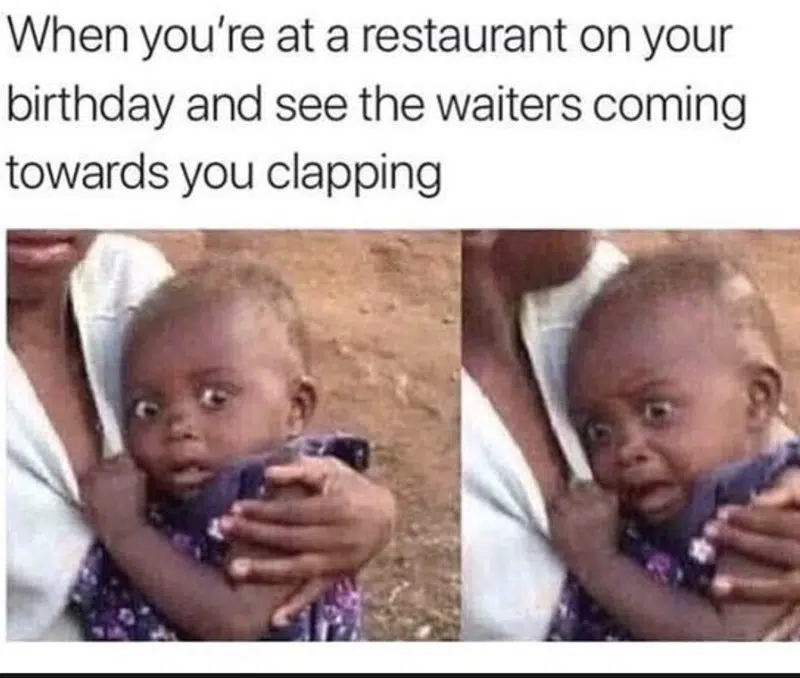 When you're at a restaurant on your
birthday and see the waiters coming
towards you clapping